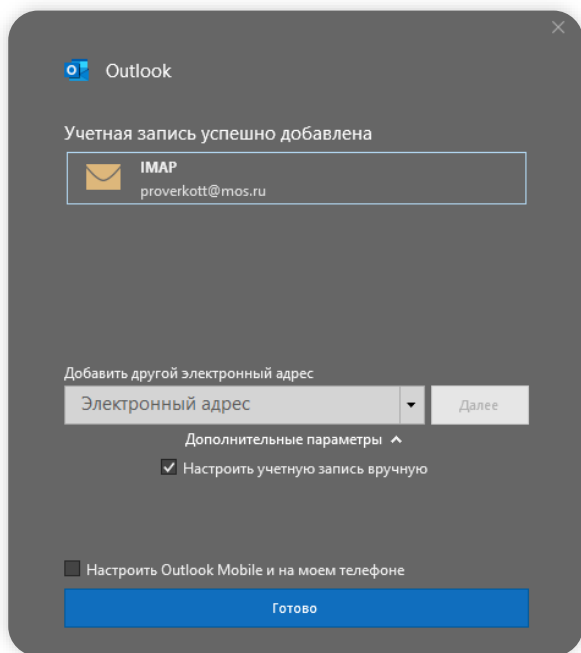 Outlook
Учетная запись успешно добавлена
IMAP
proverkott@mos.ru
Добавить другой электронный адрес
Электронный адрес
Далее
Дополнительные параметры
Настроить учетную запись вручную
Настроить Outlook Mobile и на моем телефоне
Готово